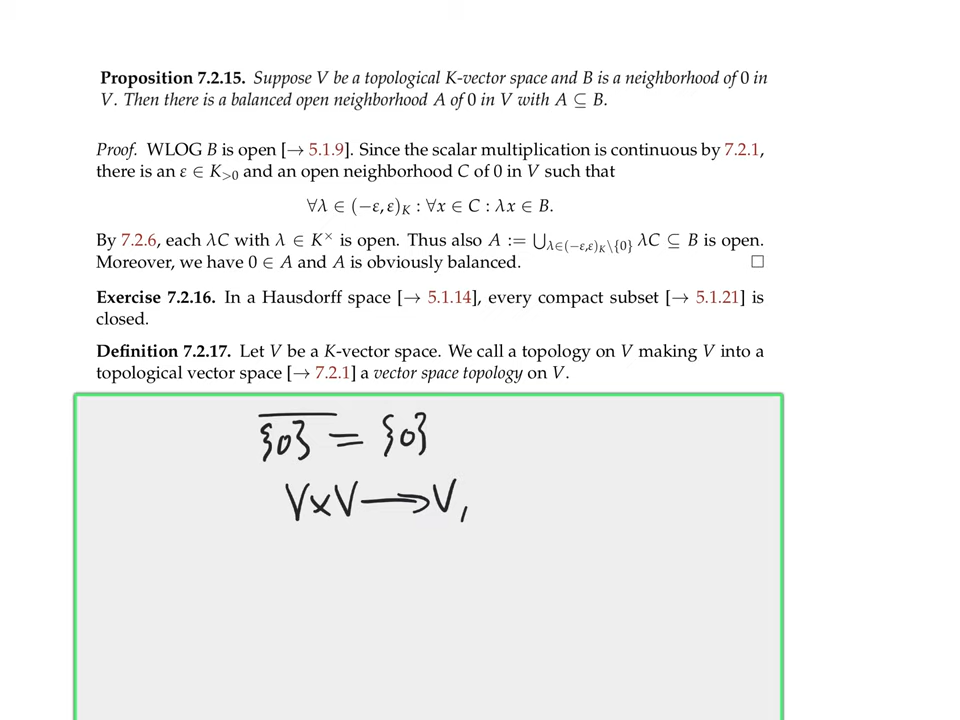 Proposition 7.2.15. Suppose V be a topological K-vector space and B is a neighborhood of 0 in
V. Then there is a balanced open neighborhood A of 0 in V with A ⊆ B.
Proof. WLOG B is open [→ 5.1.9]. Since the scalar multiplication is continuous by 7.2.1,
there is an ε ∈ K>0 and an open neighborhood C of 0 in V such that
∀λ ∈ (−ε, ε)K : ∀x ∈ C : λx ∈ B.
By 7.2.6, each λC with λ ∈ K× is open. Thus also A := ⋃λ∈(−ε,ε)K\{0} λC ⊆ B is open.
Moreover, we have 0 ∈ A and A is obviously balanced. □
Exercise 7.2.16. In a Hausdorff space [→ 5.1.14], every compact subset [→ 5.1.21] is
closed.
Definition 7.2.17. Let V be a K-vector space. We call a topology on V making V into a
topological vector space [→ 7.2.1] a vector space topology on V.
\overline{{0}} = {0}
V×V ⟶ V,